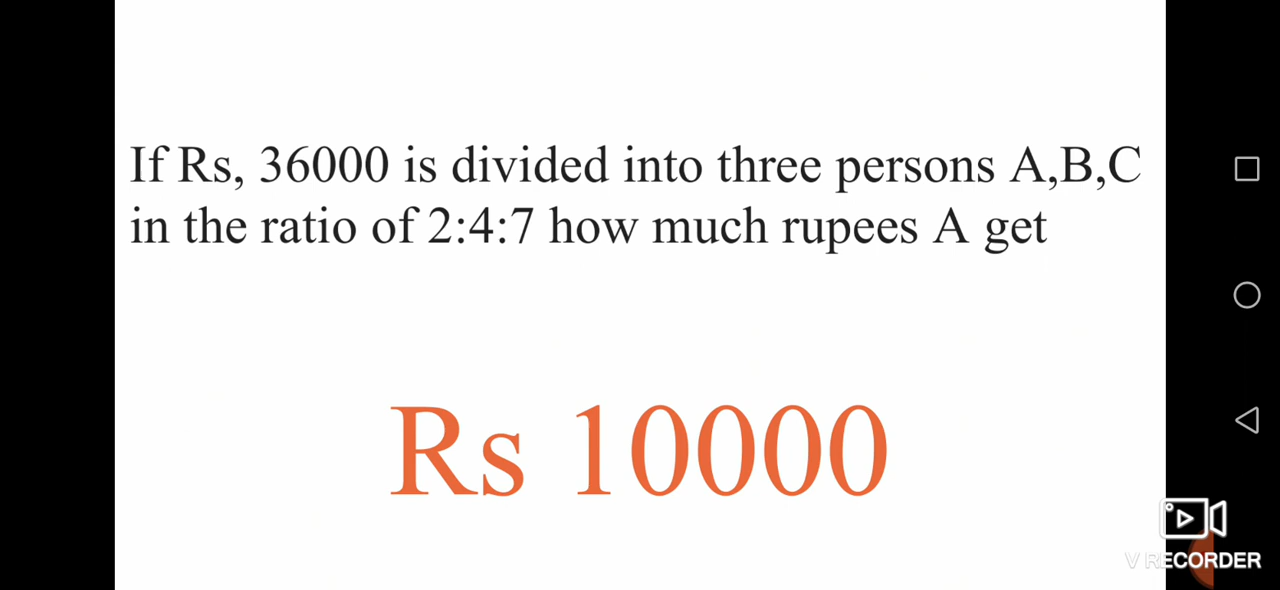 If Rs, 36000 is divided into three persons A,B,C
in the ratio of 2:4:7 how much rupees A get
Rs 10000
V RECORDER